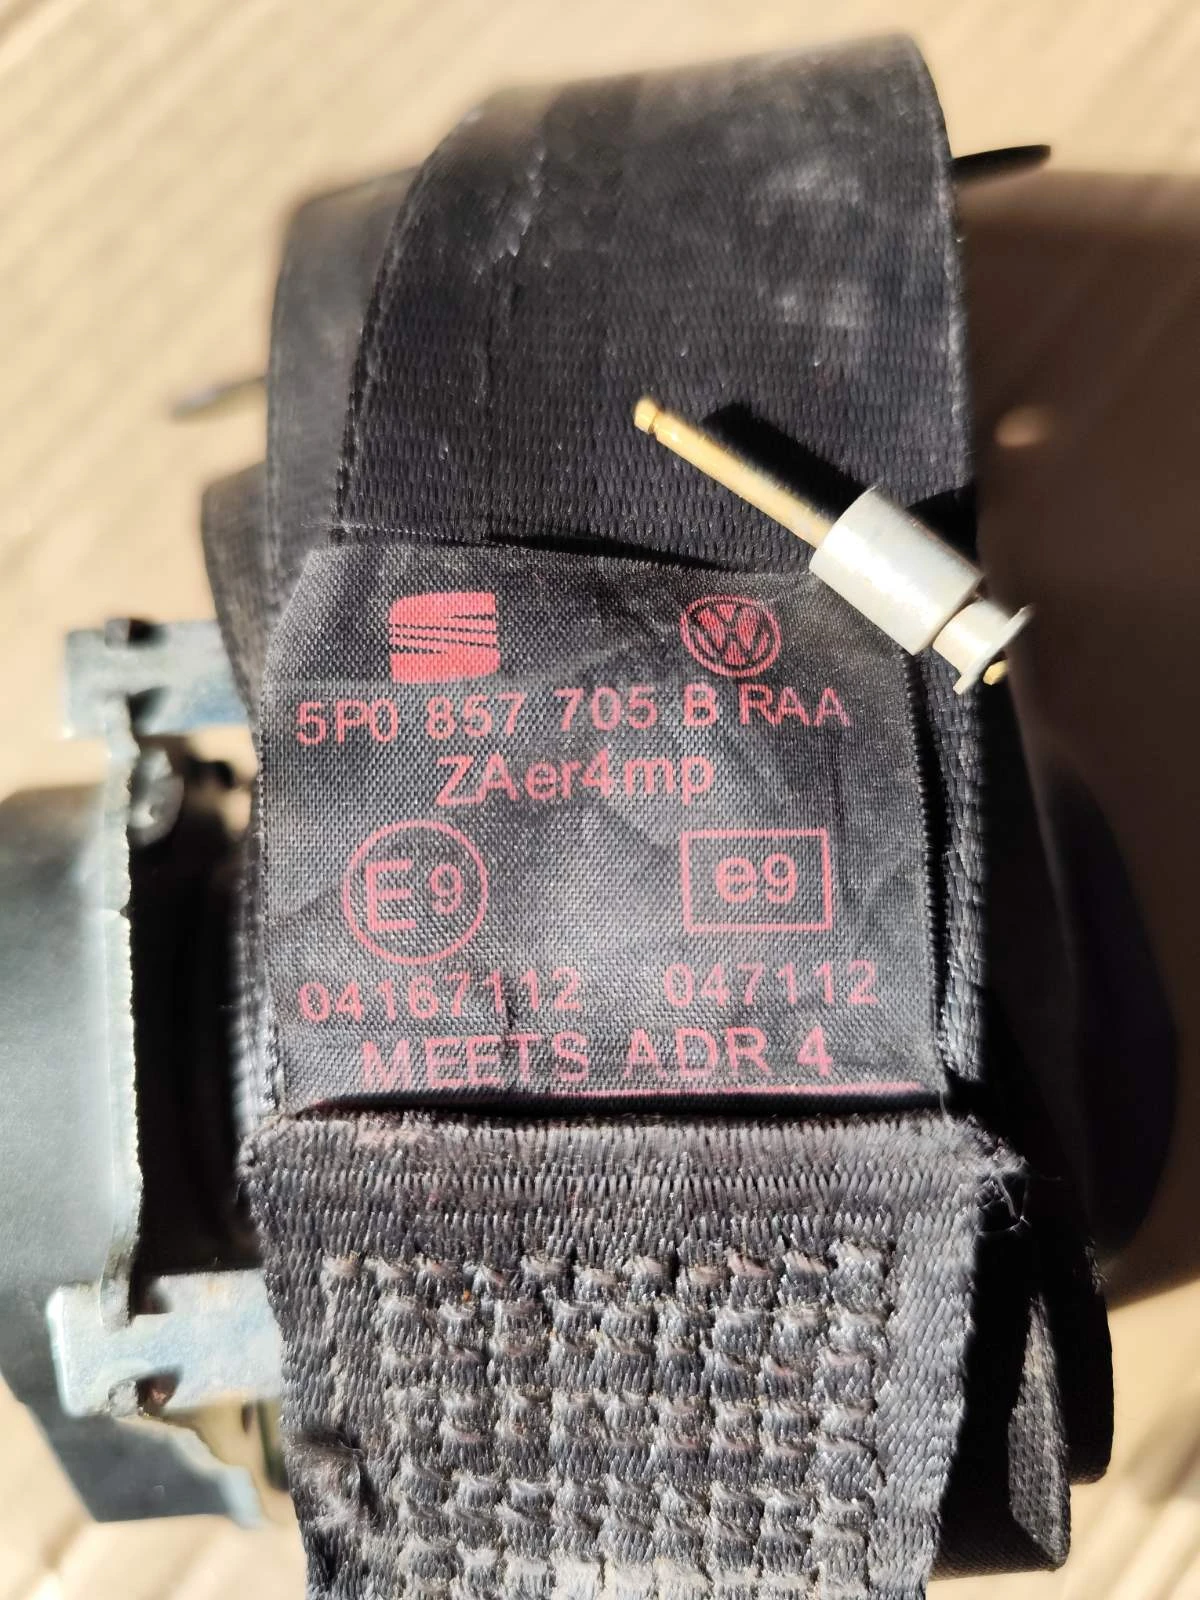 5P0 857 705 B RAA
ZAer4mp
E9 e9
04167112 047112
MEETS ADR 4